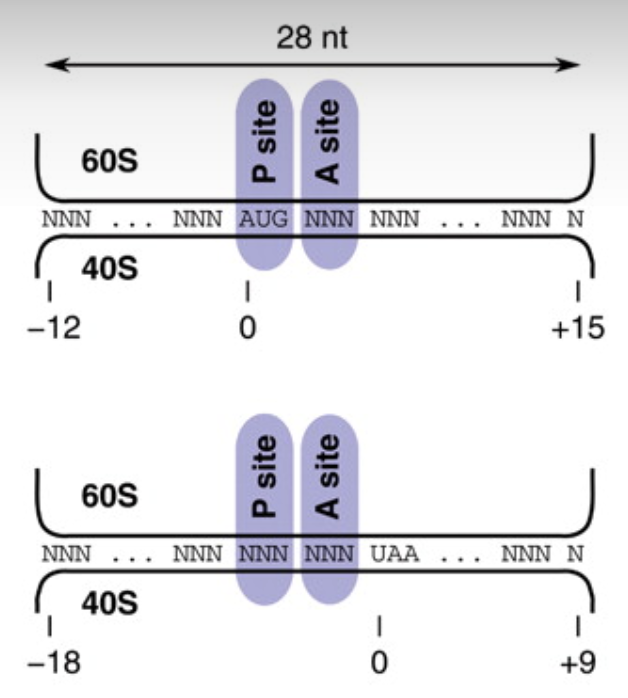 28 nt
P site A site
60S
NNN ... NNN AUG NNN NNN ... NNN N
40S
−12 0 +15
P site A site
60S
NNN ... NNN NNN NNN UAA ... NNN N
40S
−18 0 +9